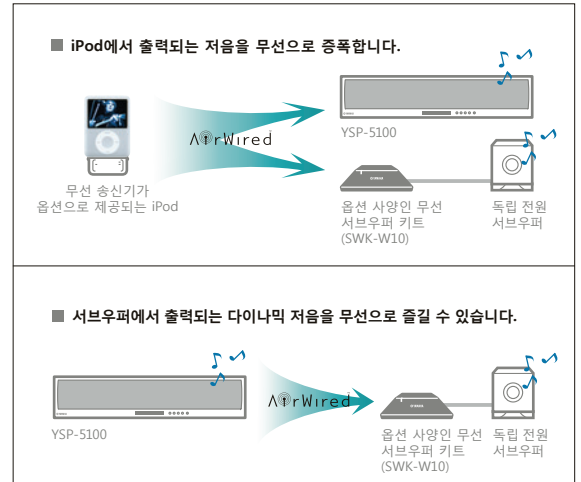 ■ iPod에서 출력되는 저음을 무선으로 증폭합니다.
AirWired
YSP-5100
무선 송신기가
옵션으로 제공되는 iPod
옵션 사양인 무선
서브우퍼 키트
(SWK-W10)
독립 전원
서브우퍼
■ 서브우퍼에서 출력되는 다이나믹 저음을 무선으로 즐길 수 있습니다.
AirWired
YSP-5100
옵션 사양인 무선
서브우퍼 키트
(SWK-W10)
독립 전원
서브우퍼